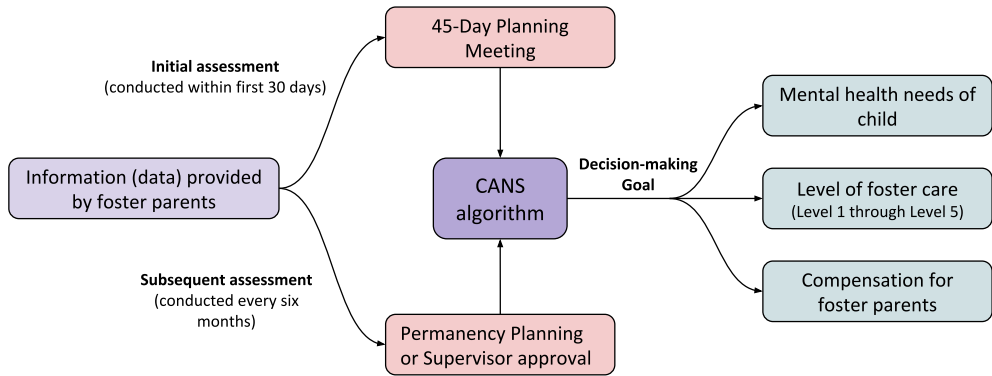 45-Day Planning
Meeting
Initial assessment
(conducted within first 30 days)
Information (data) provided
by foster parents
Subsequent assessment
(conducted every six
months)
Permanency Planning
or Supervisor approval
CANS
algorithm
Decision-making
Goal
Mental health needs of
child
Level of foster care
(Level 1 through Level 5)
Compensation for
foster parents